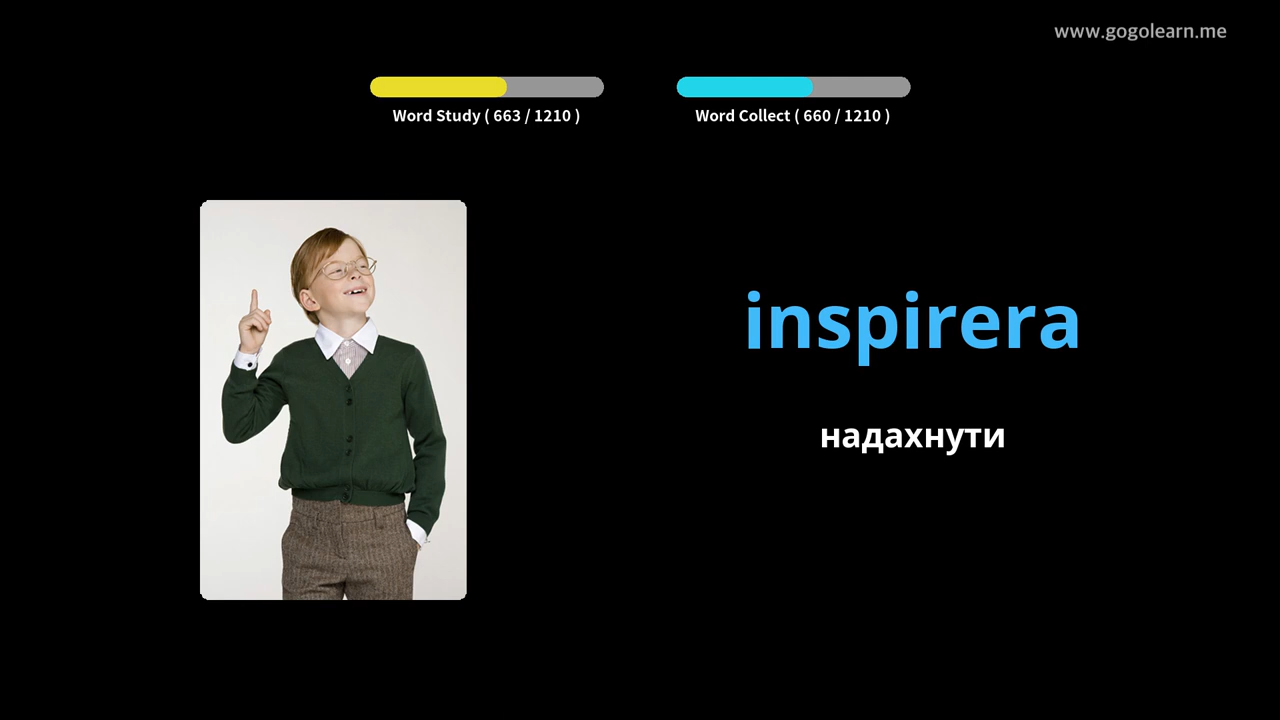 www.gogolearn.me
Word Study ( 663 / 1210 )
Word Collect ( 660 / 1210 )
inspirera
надахнути